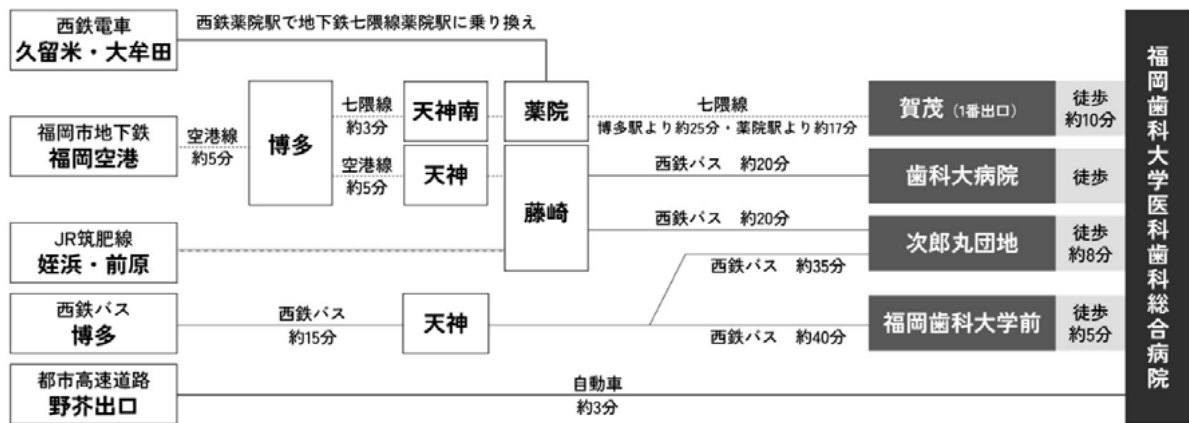 西鉄電車
久留米・大牟田
西鉄薬院駅で地下鉄七隈線薬院駅に乗り換え
福岡市地下鉄
福岡空港
空港線
約5分
博多
七隈線
約3分
天神南
薬院
七隈線
博多駅より約25分・薬院駅より約17分
賀茂（1番出口）
徒歩
約10分
空港線
約5分
天神
藤崎
西鉄バス 約20分
歯科大病院
徒歩
西鉄バス 約20分
次郎丸団地
徒歩
約8分
JR筑肥線
姪浜・前原
西鉄バス 約35分
西鉄バス
博多
西鉄バス
約15分
天神
西鉄バス 約40分
福岡歯科大学前
徒歩
約5分
都市高速道路
野芥出口
自動車
約3分
福岡歯科大学医科歯科総合病院